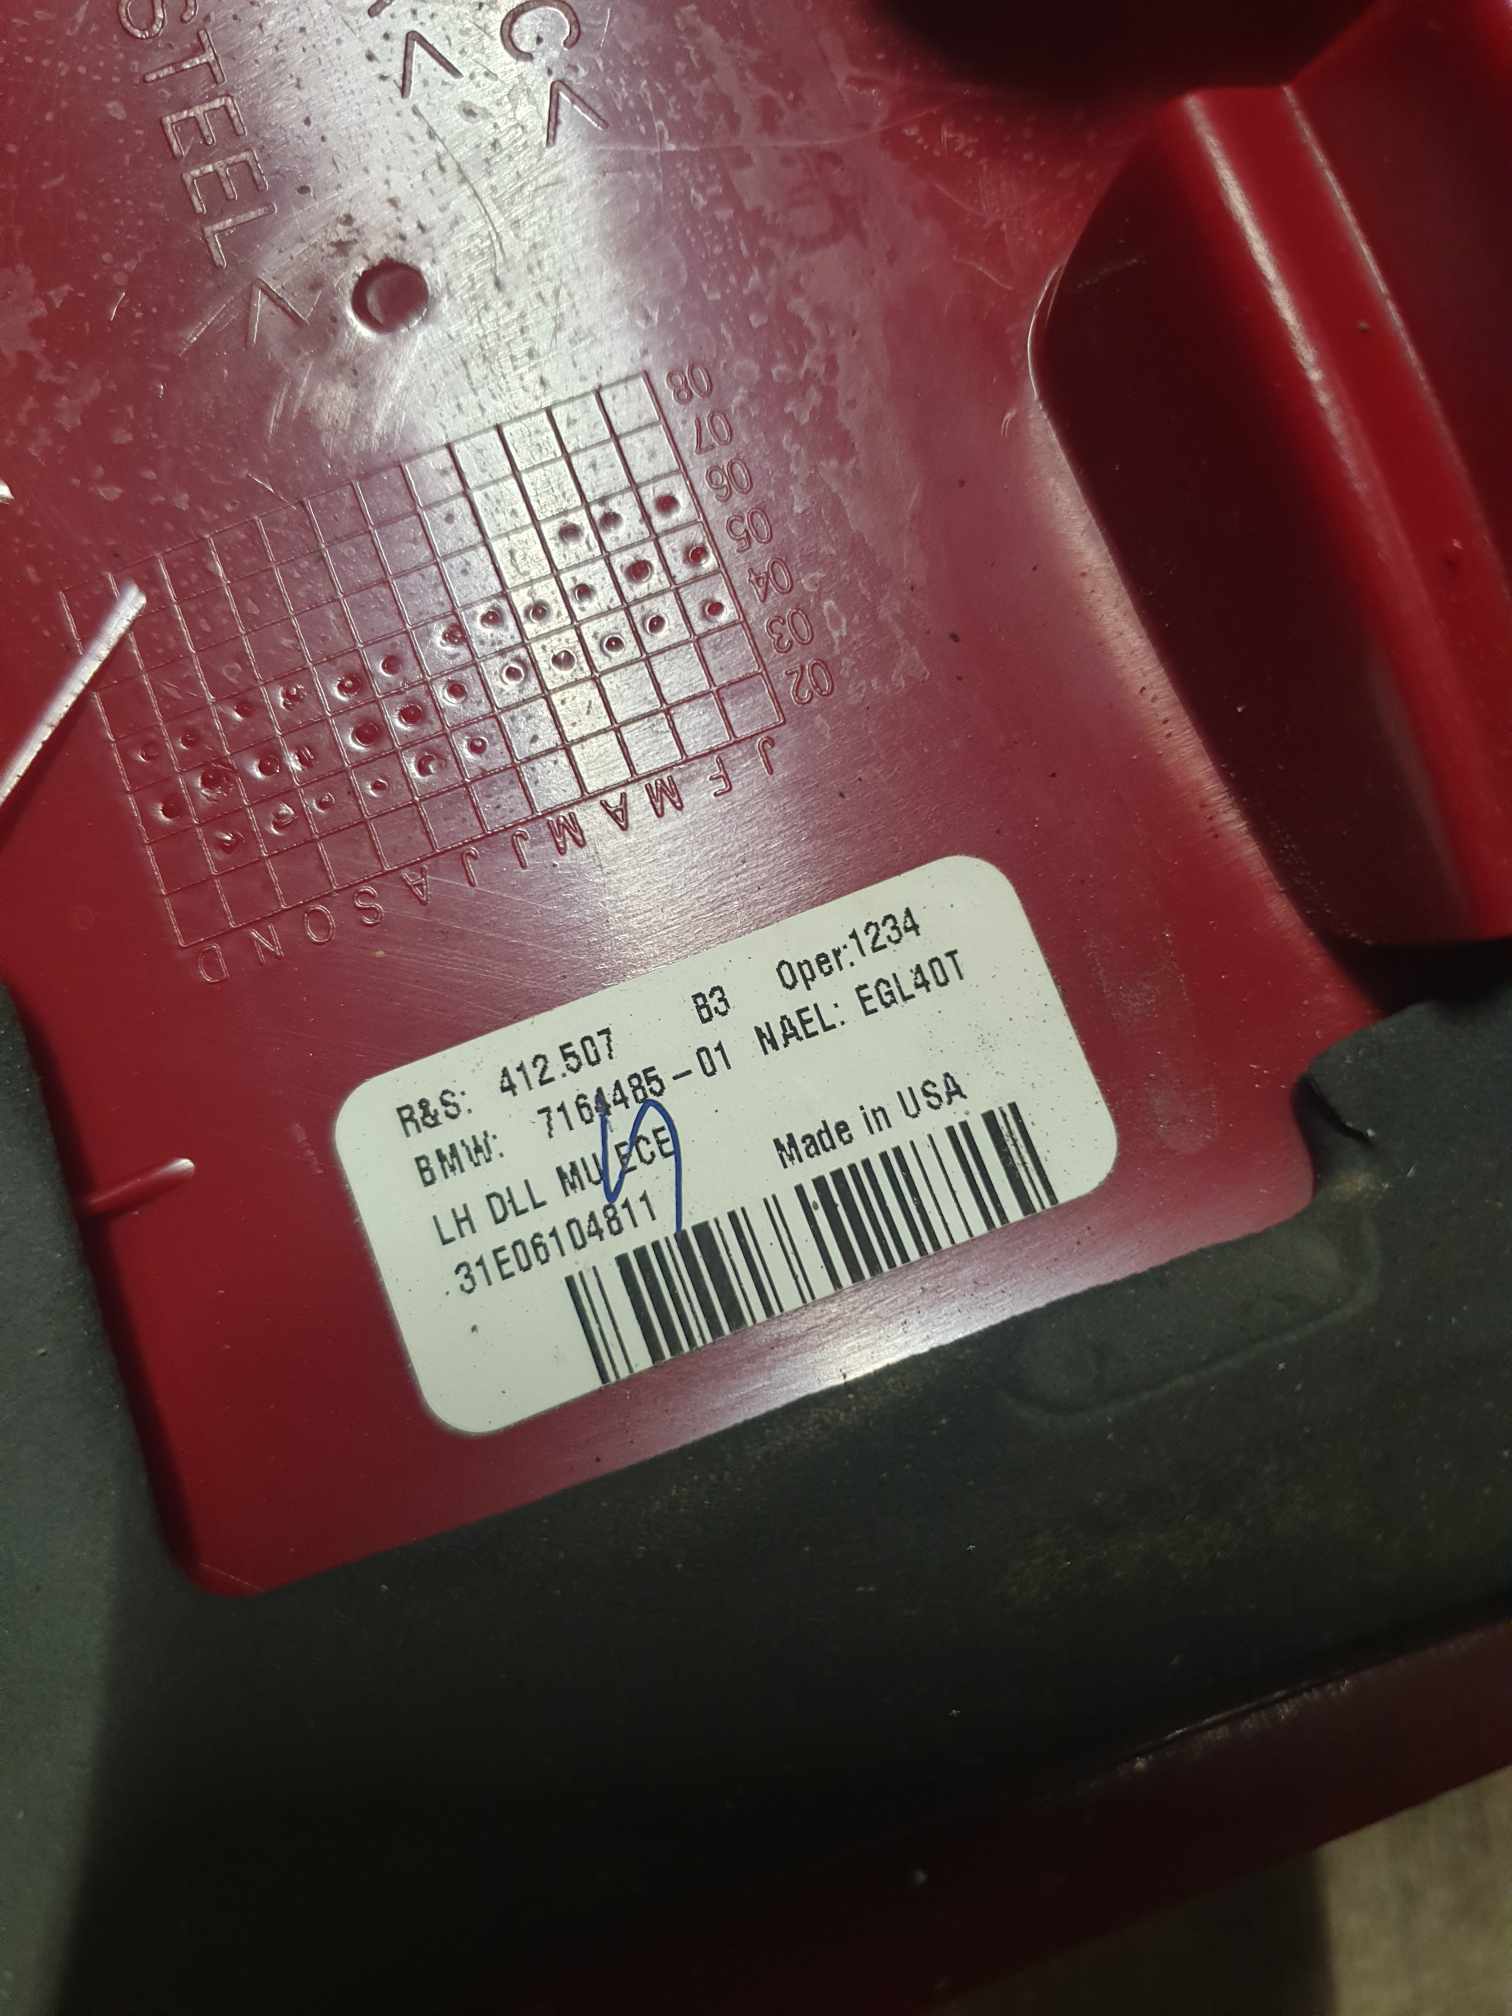 C<
<
STEEL<
08
07
06
05
04
03
02
J F M A M J J A S O N D
R&S: 412.507 B3 Oper:1234
BMW: 7164485-01 NAEL: EGL40T
LH DLL MU ECE Made in USA
31E06104811